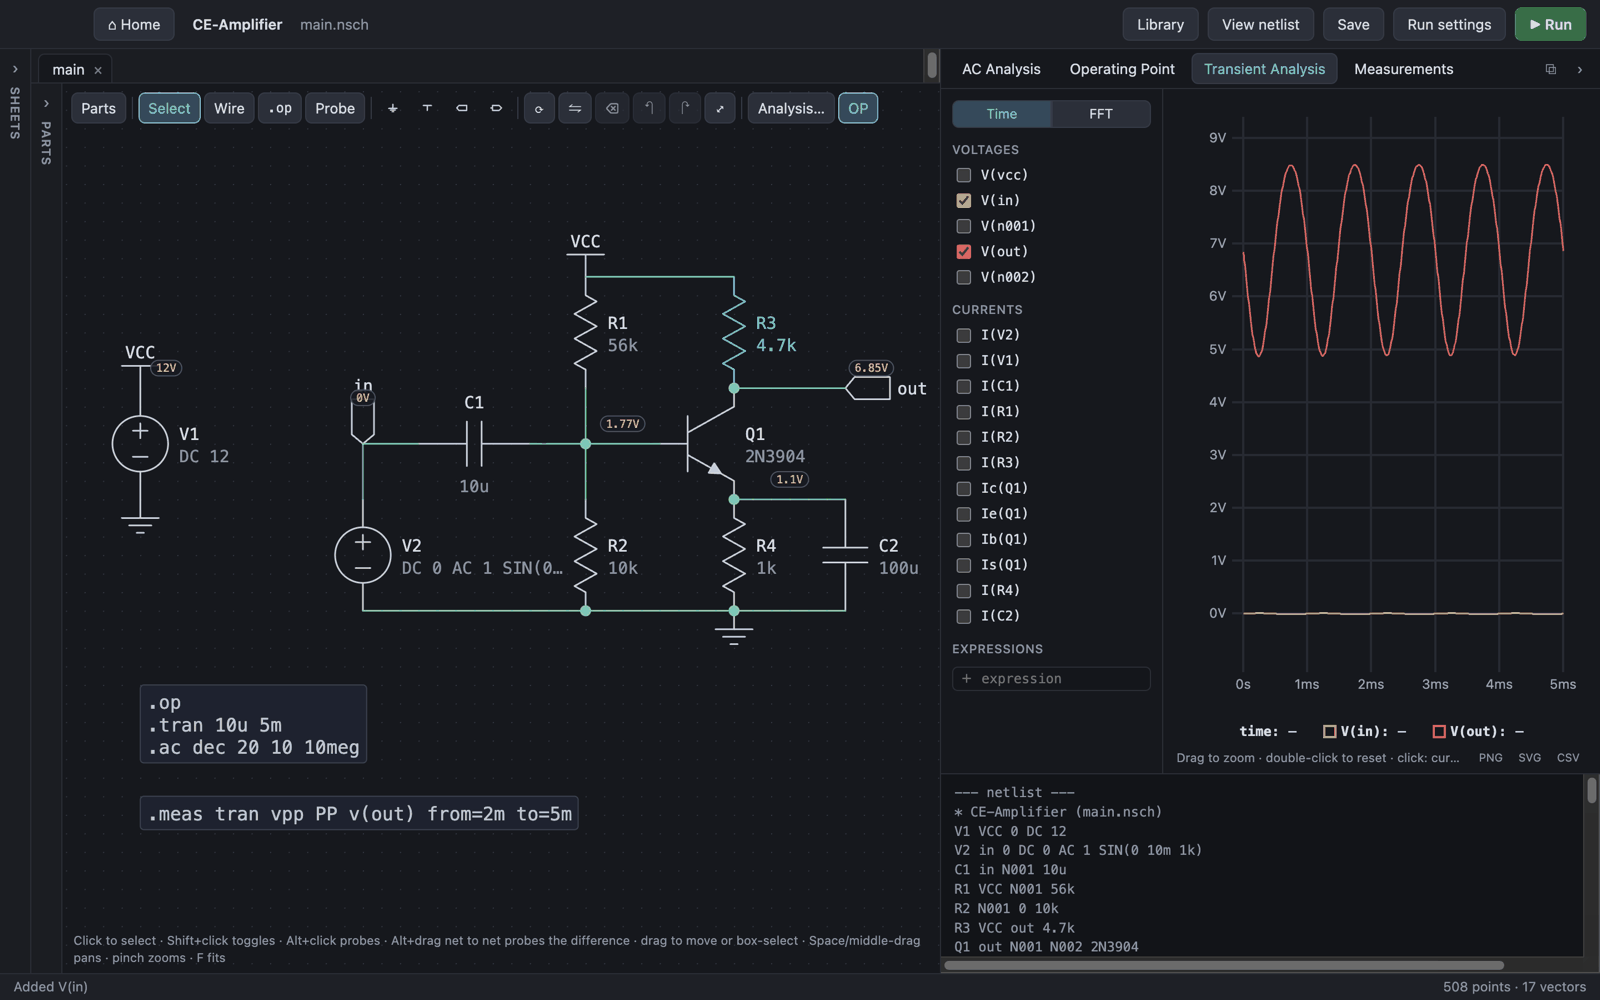 ⌂ Home
CE-Amplifier
main.nsch
Library
View netlist
Save
Run settings
▶ Run
SHEETS
PARTS
main ×
Parts
Select
Wire
.op
Probe
Analysis...
OP
VCC
12V
V1
DC 12
in
0V
C1
10u
V2
DC 0 AC 1 SIN(0…
VCC
R1
56k
1.77V
R2
10k
R3
4.7k
6.85V
out
Q1
2N3904
1.1V
R4
1k
C2
100u
.op
.tran 10u 5m
.ac dec 20 10 10meg
.meas tran vpp PP v(out) from=2m to=5m
Click to select · Shift+click toggles · Alt+click probes · Alt+drag net to net probes the difference · drag to move or box-select · Space/middle-drag
pans · pinch zooms · F fits
AC Analysis
Operating Point
Transient Analysis
Measurements
Time
FFT
VOLTAGES
V(vcc)
V(in)
V(n001)
V(out)
V(n002)
CURRENTS
I(V2)
I(V1)
I(C1)
I(R1)
I(R2)
I(R3)
Ic(Q1)
Ie(Q1)
Ib(Q1)
Is(Q1)
I(R4)
I(C2)
EXPRESSIONS
+ expression
9V
8V
7V
6V
5V
4V
3V
2V
1V
0V
0s
1ms
2ms
3ms
4ms
5ms
time: –
V(in): –
V(out): –
Drag to zoom · double-click to reset · click: cur…
PNG
SVG
CSV
--- netlist ---
* CE-Amplifier (main.nsch)
V1 VCC 0 DC 12
V2 in 0 DC 0 AC 1 SIN(0 10m 1k)
C1 in N001 10u
R1 VCC N001 56k
R2 N001 0 10k
R3 VCC out 4.7k
Q1 out N001 N002 2N3904
Added V(in)
508 points · 17 vectors